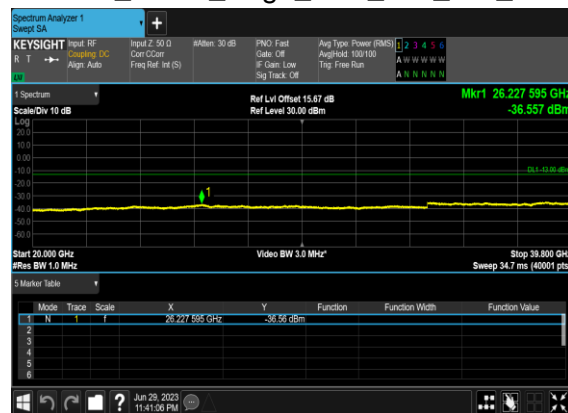 Spectrum Analyzer 1
Swept SA
+
KEYSIGHT Input: RF Input Z: 50 Ω #Atten: 30 dB PNO: Fast Avg Type: Power (RMS) 1 2 3 4 5 6
R T Coupling: DC Corr CCorr Gate: Off Avg|Hold: 100/100 A W W W W W
Align: Auto Freq Ref: Int (S) IF Gain: Low Trig: Free Run
Sig Track: Off A N N N N N
1 Spectrum Ref Lvl Offset 15.67 dB Mkr1 26.227 595 GHz
Scale/Div 10 dB Ref Level 30.00 dBm -36.557 dBm
Log
20.0
10.0
0.00
-10.0 DL1 -13.00 dBm
-20.0
-30.0 1
-40.0
-50.0
-60.0
Start 20.000 GHz Video BW 3.0 MHz* Stop 39.800 GHz
#Res BW 1.0 MHz Sweep 34.7 ms (40001 pts)
5 Marker Table
Mode Trace Scale X Y Function Function Width Function Value
1 N 1 f 26.227 595 GHz -36.56 dBm
2
3
4
5
6
? Jun 29, 2023
11:41:06 PM